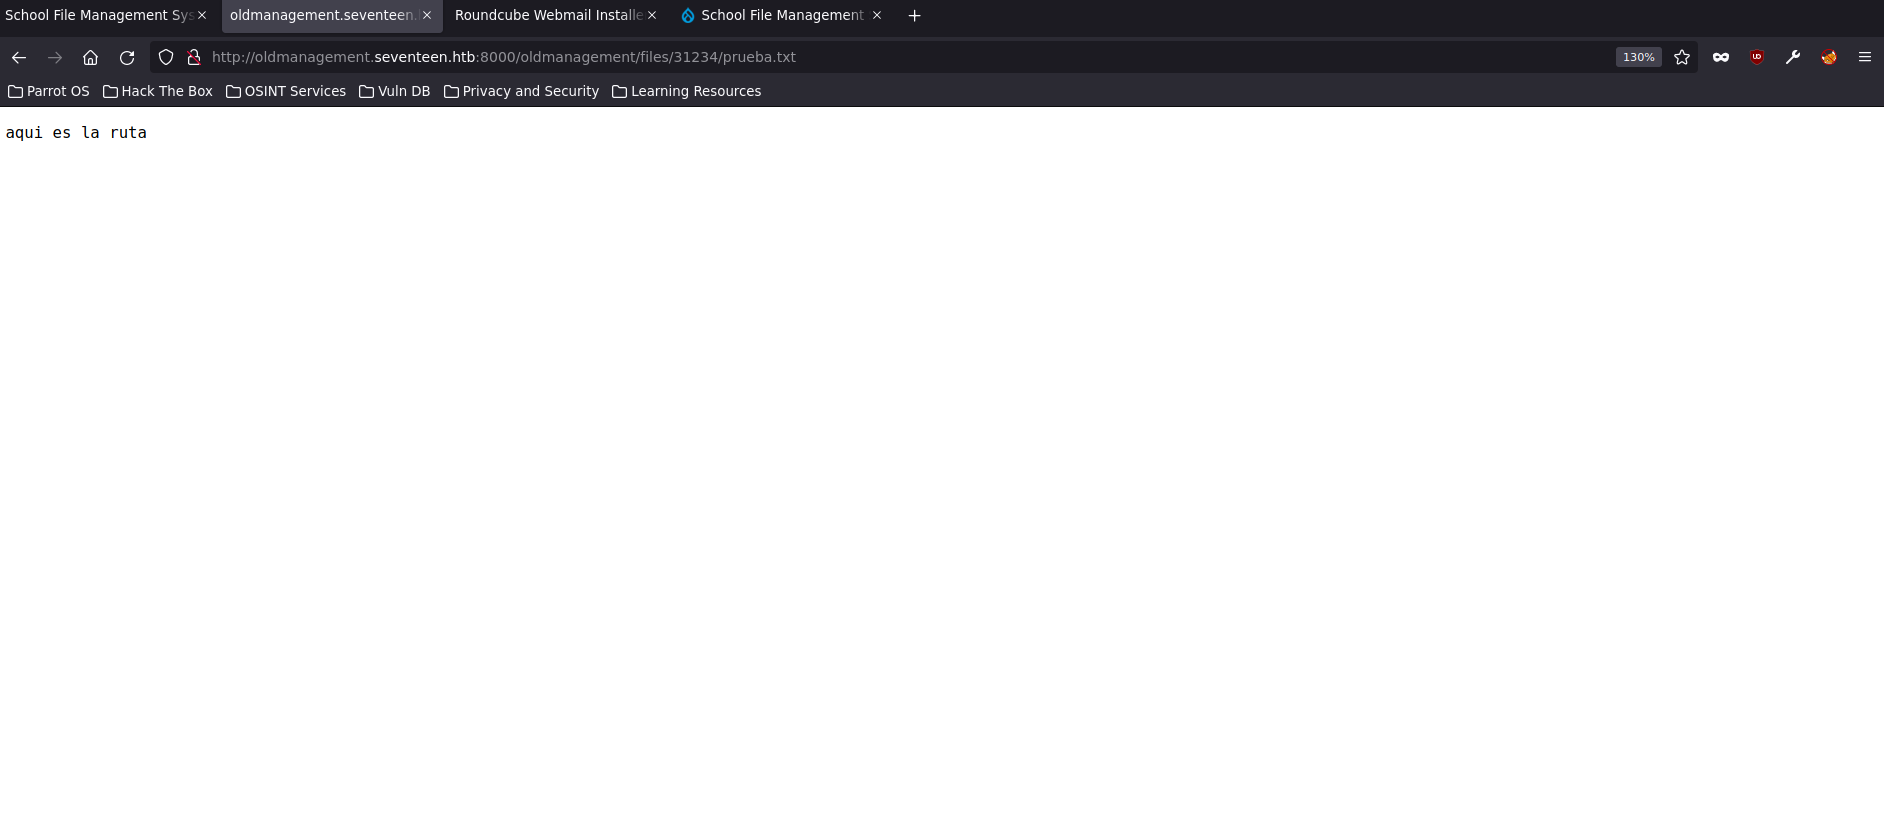 School File Management Sys
oldmanagement.seventeen.
Roundcube Webmail Installe
School File Management
http://oldmanagement.seventeen.htb:8000/oldmanagement/files/31234/prueba.txt
130%
Parrot OS
Hack The Box
OSINT Services
Vuln DB
Privacy and Security
Learning Resources
aqui es la ruta